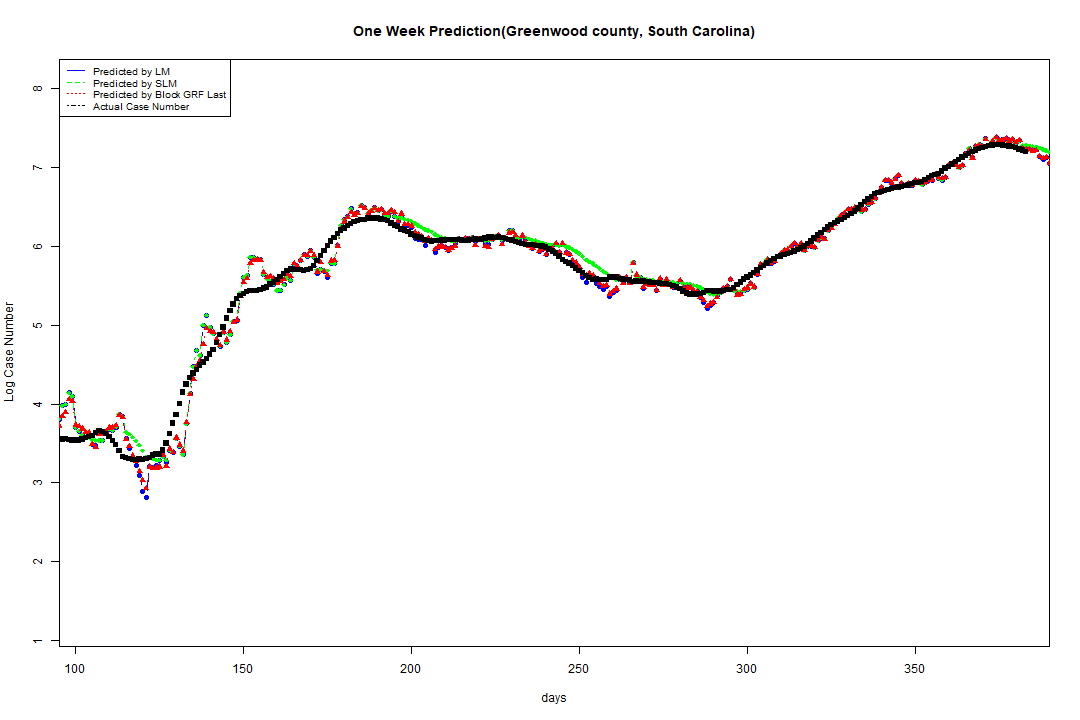 One Week Prediction(Greenwood county, South Carolina)
Predicted by LM
Predicted by SLM
Predicted by Block GRF Last
Actual Case Number
8
7
6
5
4
3
2
1
Log Case Number
100 150 200 250 300 350
days